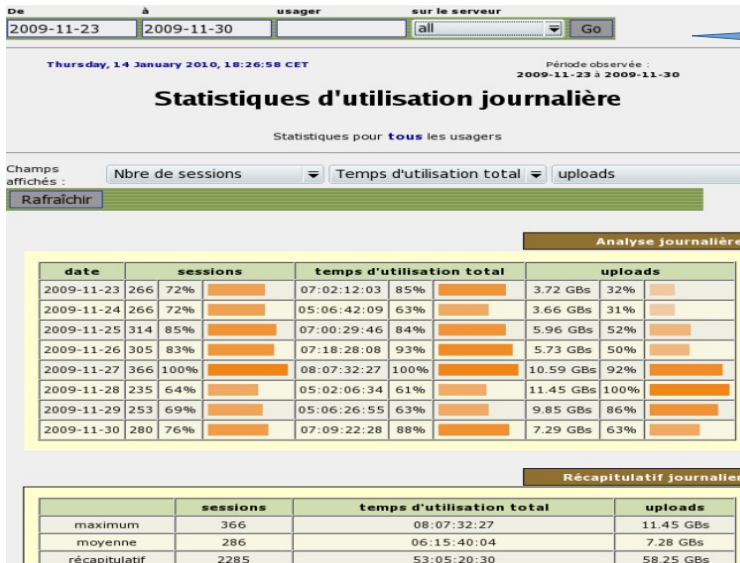 De à usager sur le serveur
2009-11-23 2009-11-30 all Go
Thursday, 14 January 2010, 18:26:58 CET
Période observée :
2009-11-23 à 2009-11-30
Statistiques d'utilisation journalière
Statistiques pour tous les usagers
Champs
affichés :
Nbre de sessions Temps d'utilisation total uploads
Rafraîchir
Analyse journalière
date sessions temps d'utilisation total uploads
2009-11-23 266 72% 07:02:12:03 85% 3.72 GBs 32%
2009-11-24 266 72% 05:06:42:09 63% 3.66 GBs 31%
2009-11-25 314 85% 07:00:29:46 84% 5.96 GBs 52%
2009-11-26 305 83% 07:18:28:08 93% 5.73 GBs 50%
2009-11-27 366 100% 08:07:32:27 100% 10.59 GBs 92%
2009-11-28 235 64% 05:02:06:34 61% 11.45 GBs 100%
2009-11-29 253 69% 05:06:26:55 63% 9.85 GBs 86%
2009-11-30 280 76% 07:09:22:28 88% 7.29 GBs 63%
Récapitulatif journalier
sessions temps d'utilisation total uploads
maximum 366 08:07:32:27 11.45 GBs
moyenne 286 06:15:40:04 7.28 GBs
récapitulatif 2285 53:05:20:30 58.25 GBs